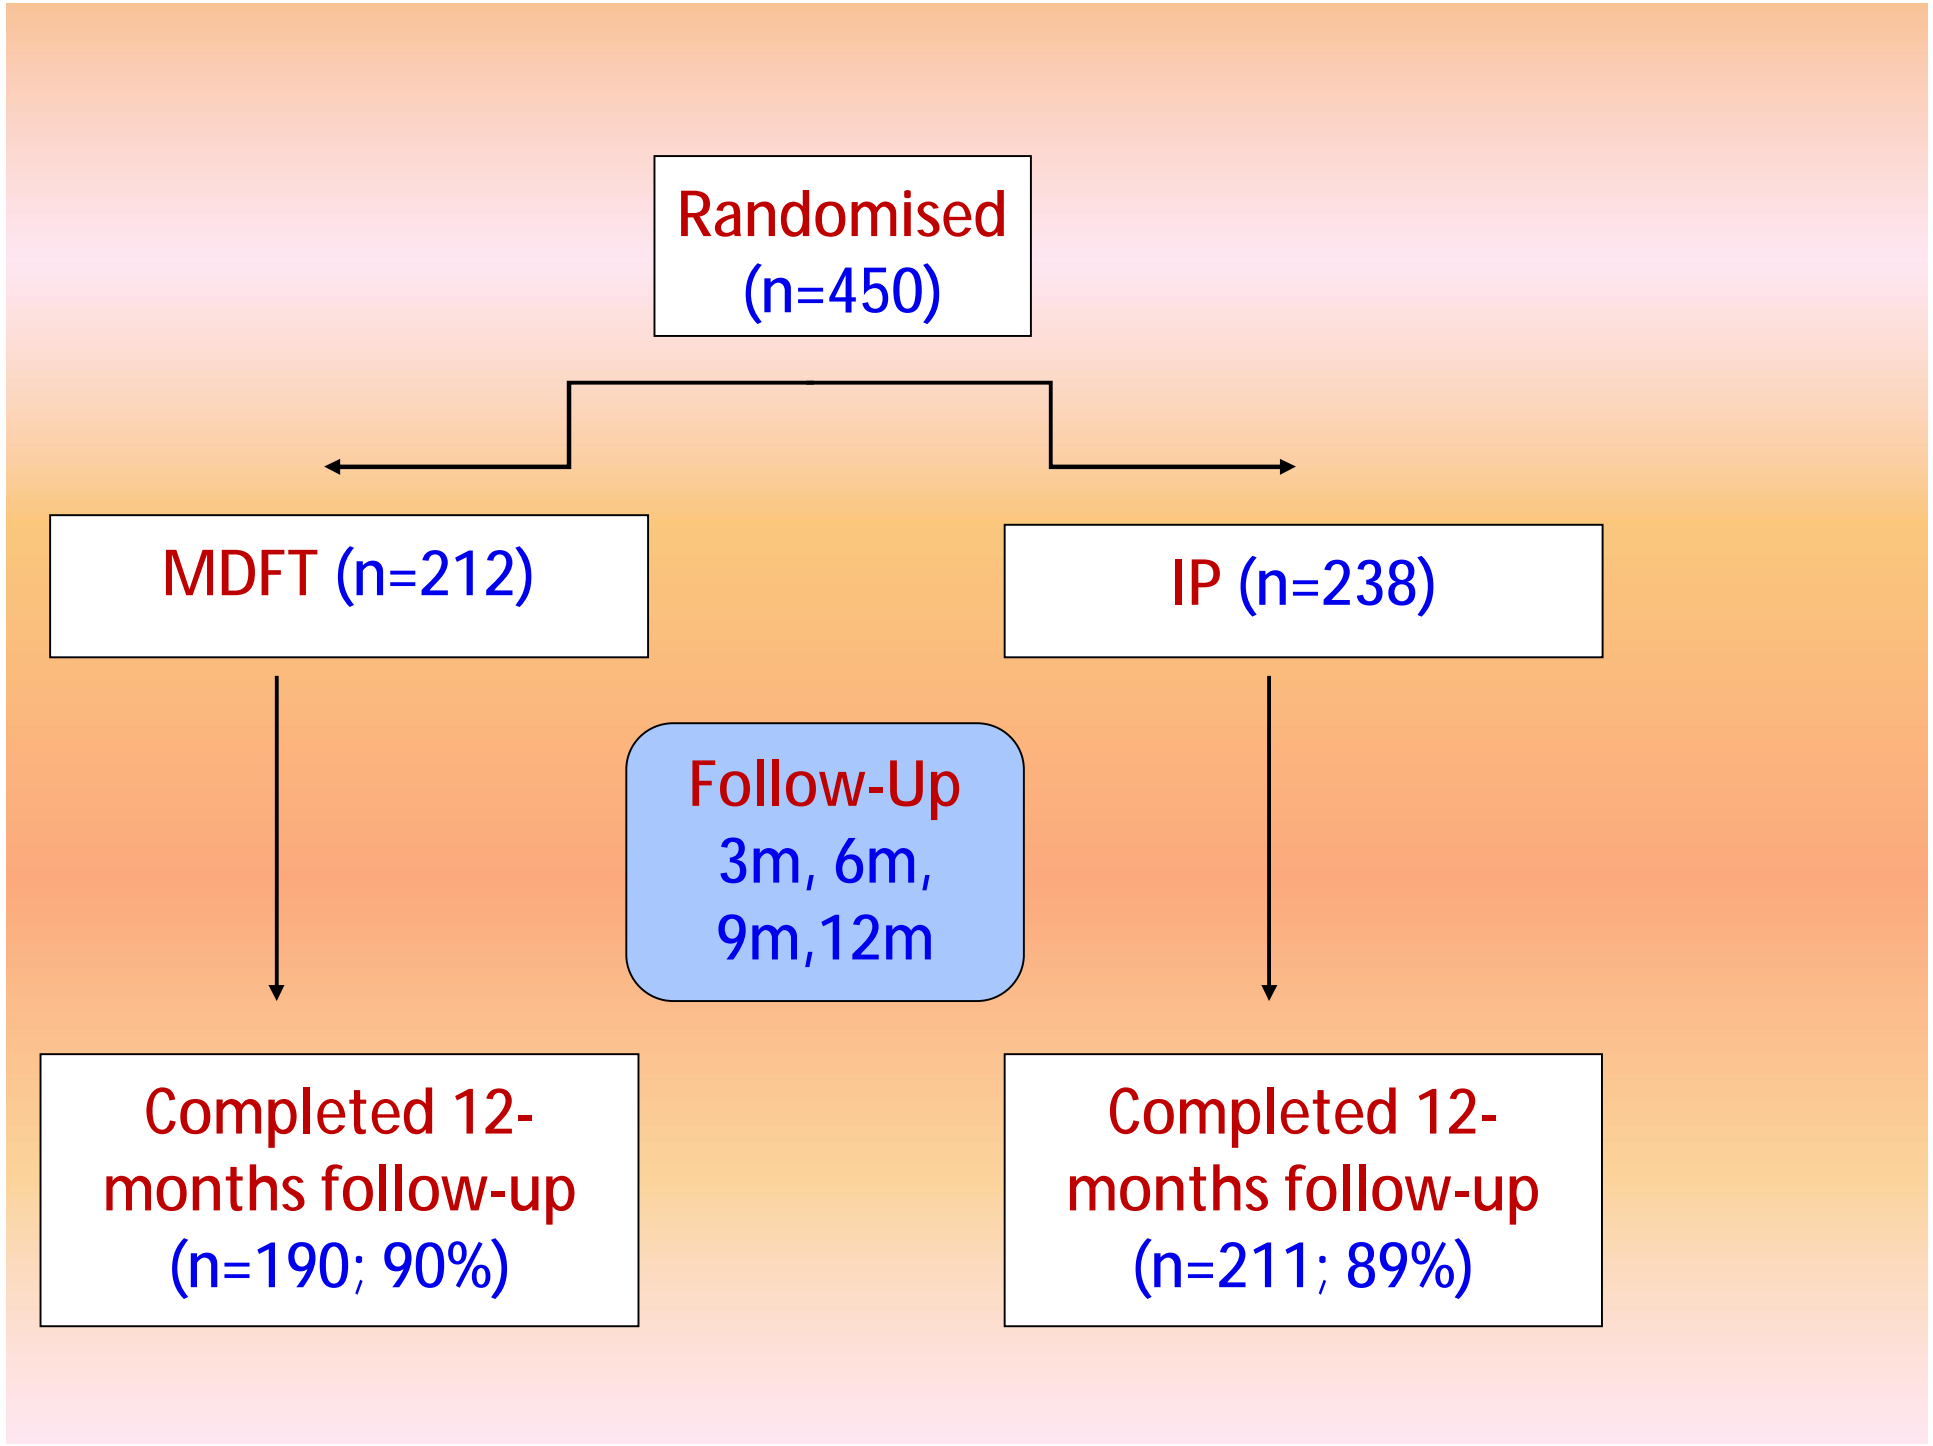 Randomised
(n=450)
MDFT (n=212)
IP (n=238)
Follow-Up
3m, 6m,
9m,12m
Completed 12-
months follow-up
(n=190; 90%)
Completed 12-
months follow-up
(n=211; 89%)